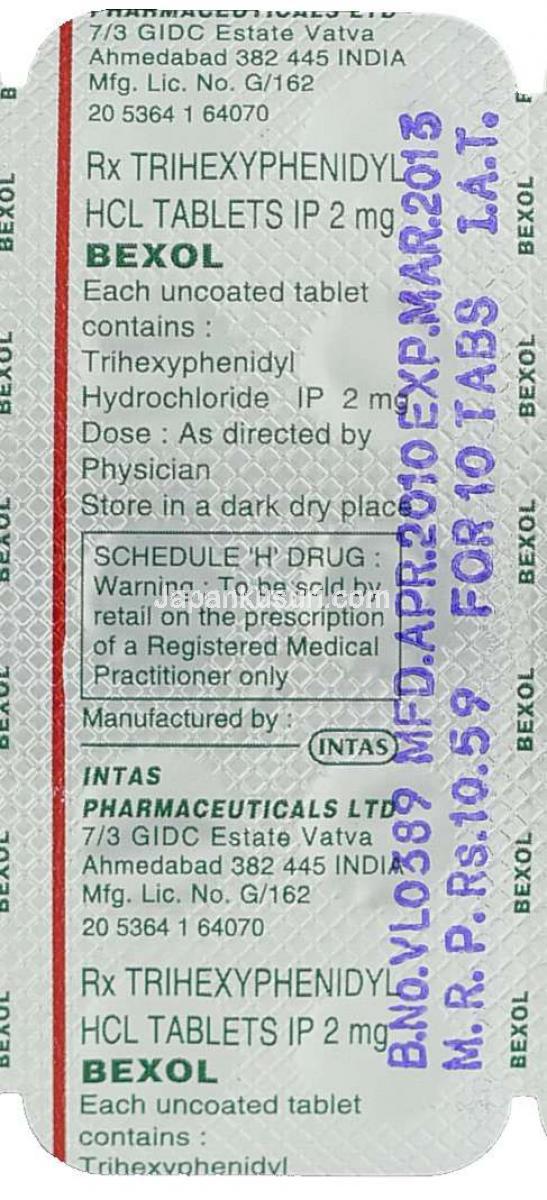 PHARMACEUTICALS LTD
7/3 GIDC Estate Vatva
Ahmedabad 382 445 INDIA
Mfg. Lic. No. G/162
20 5364 1 64070
Rx TRIHEXYPHENIDYL
HCL TABLETS IP 2 mg
BEXOL
Each uncoated tablet
contains :
Trihexyphenidyl
Hydrochloride IP 2 mg
Dose : As directed by
Physician
Store in a dark dry place
SCHEDULE 'H' DRUG :
Warning : To be sold by
retail on the prescription
of a Registered Medical
Practitioner only
Manufactured by :
INTAS
INTAS
PHARMACEUTICALS LTD
7/3 GIDC Estate Vatva
Ahmedabad 382 445 INDIA
Mfg. Lic. No. G/162
20 5364 1 64070
Rx TRIHEXYPHENIDYL
HCL TABLETS IP 2 mg
BEXOL
Each uncoated tablet
contains :
Trihexyphenidyl
B.NO.VL0389 MFD.APR.2010 EXP.MAR.2013
M.R.P.Rs.10.59 FOR 10 TABS I.A.T.
BEXOL
BEXOL
BEXOL
BEXOL
BEXOL
BEXOL
BEXOL
BEXOL
BEXOL
BEXOL
BEXOL
BEXOL
Japankusuri.com